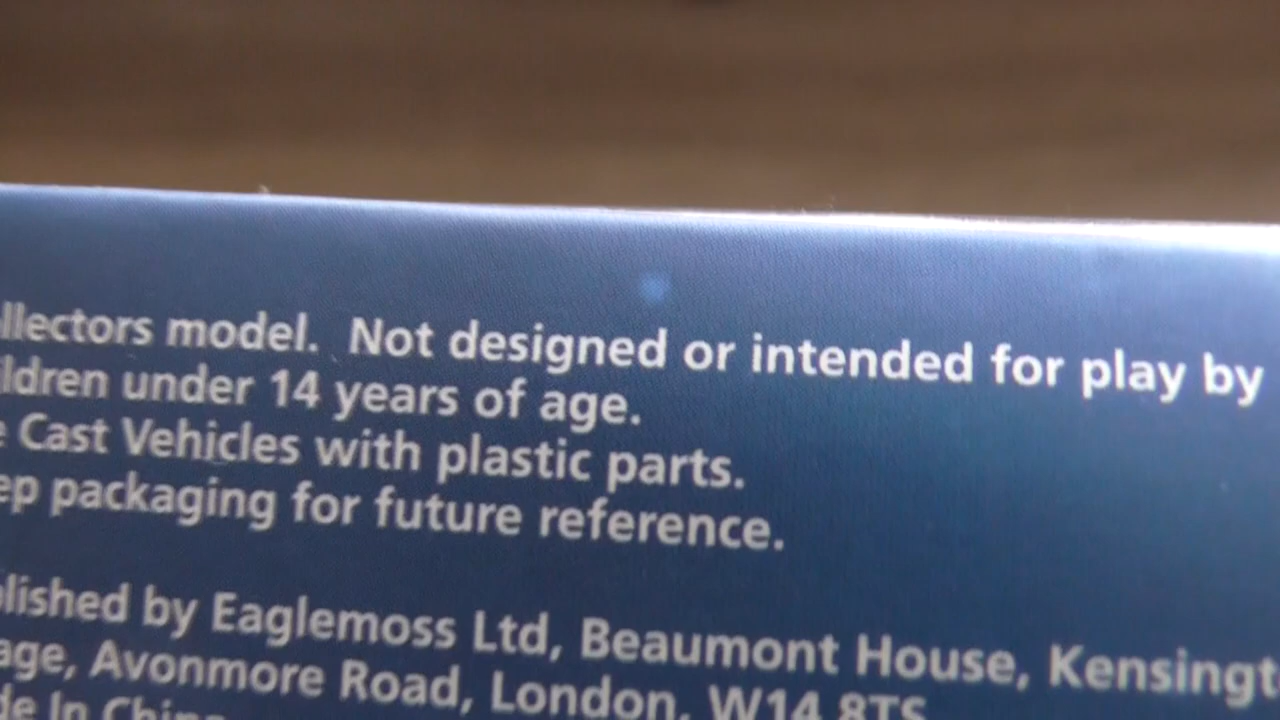 llectors model. Not designed or intended for play by
ldren under 14 years of age.
e Cast Vehicles with plastic parts.
ep packaging for future reference.
lished by Eaglemoss Ltd, Beaumont House, Kensingt
age, Avonmore Road, London, W14 8TS
de In China